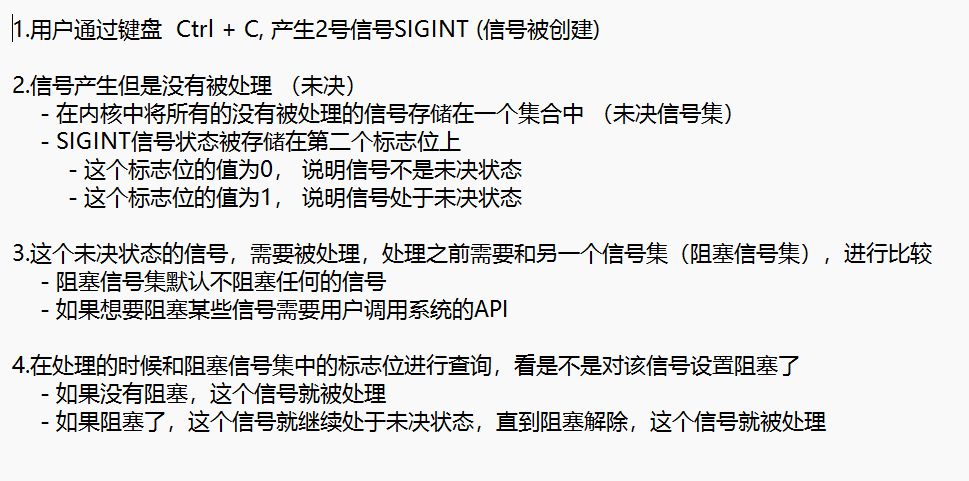 1.用户通过键盘 Ctrl + C, 产生2号信号SIGINT (信号被创建)
2.信号产生但是没有被处理 （未决）
- 在内核中将所有的没有被处理的信号存储在一个集合中 （未决信号集）
- SIGINT信号状态被存储在第二个标志位上
- 这个标志位的值为0， 说明信号不是未决状态
- 这个标志位的值为1， 说明信号处于未决状态
3.这个未决状态的信号，需要被处理，处理之前需要和另一个信号集（阻塞信号集），进行比较
- 阻塞信号集默认不阻塞任何的信号
- 如果想要阻塞某些信号需要用户调用系统的API
4.在处理的时候和阻塞信号集中的标志位进行查询，看是不是对该信号设置阻塞了
- 如果没有阻塞，这个信号就被处理
- 如果阻塞了，这个信号就继续处于未决状态，直到阻塞解除，这个信号就被处理